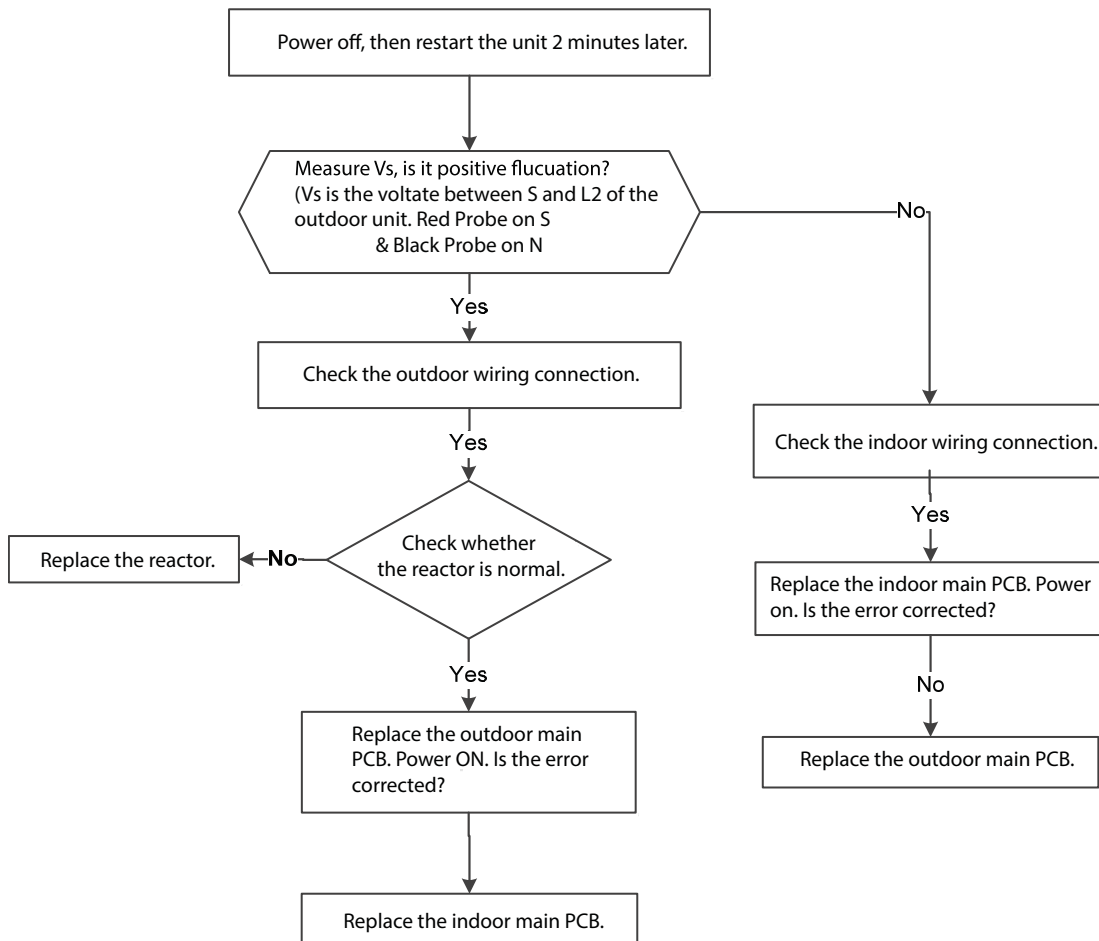 Power off, then restart the unit 2 minutes later.
Measure Vs, is it positive flucuation?
(Vs is the voltate between S and L2 of the
outdoor unit. Red Probe on S
& Black Probe on N
No
Yes
Check the outdoor wiring connection.
Yes
Check the indoor wiring connection.
Yes
Check whether
the reactor is normal.
No
Replace the reactor.
Replace the indoor main PCB. Power
on. Is the error corrected?
Yes
No
Replace the outdoor main
PCB. Power ON. Is the error
corrected?
Replace the outdoor main PCB.
Replace the indoor main PCB.